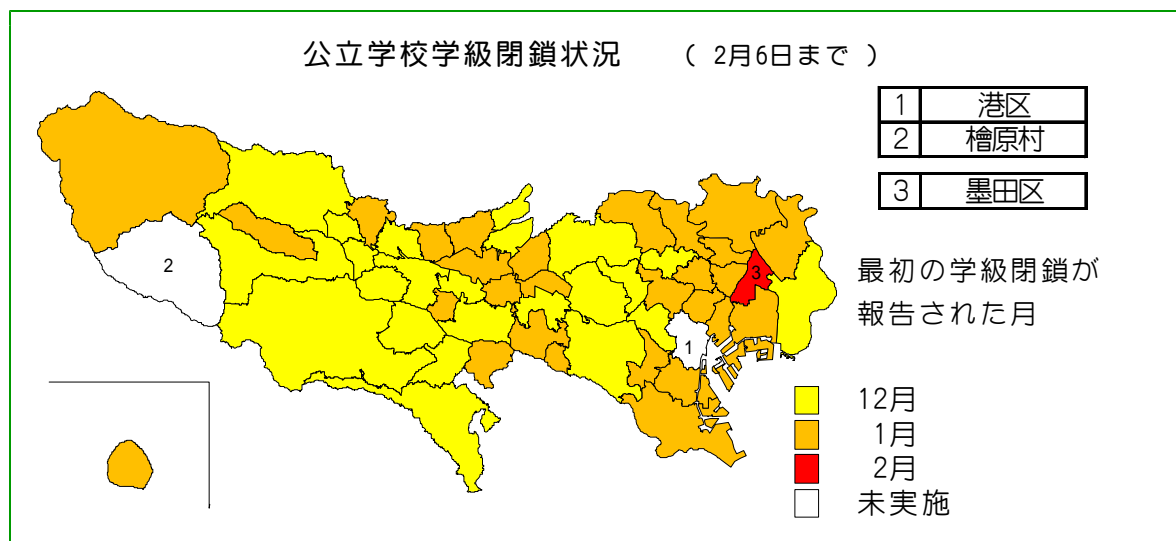 公立学校学級閉鎖状況 （ 2月6日まで ）
1 港区
2 檜原村
3 墨田区
2
3
1
最初の学級閉鎖が
報告された月
12月
1月
2月
未実施